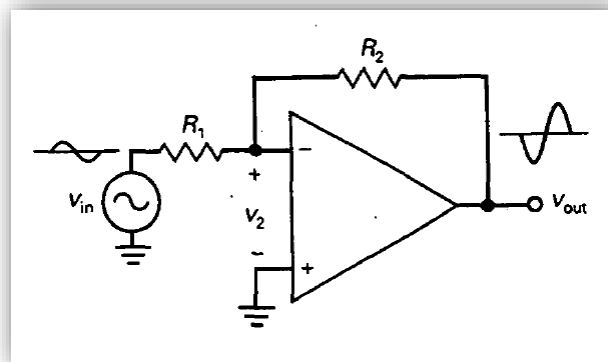 R₂
R₁
−
+
vin
v₂
−
+
vout